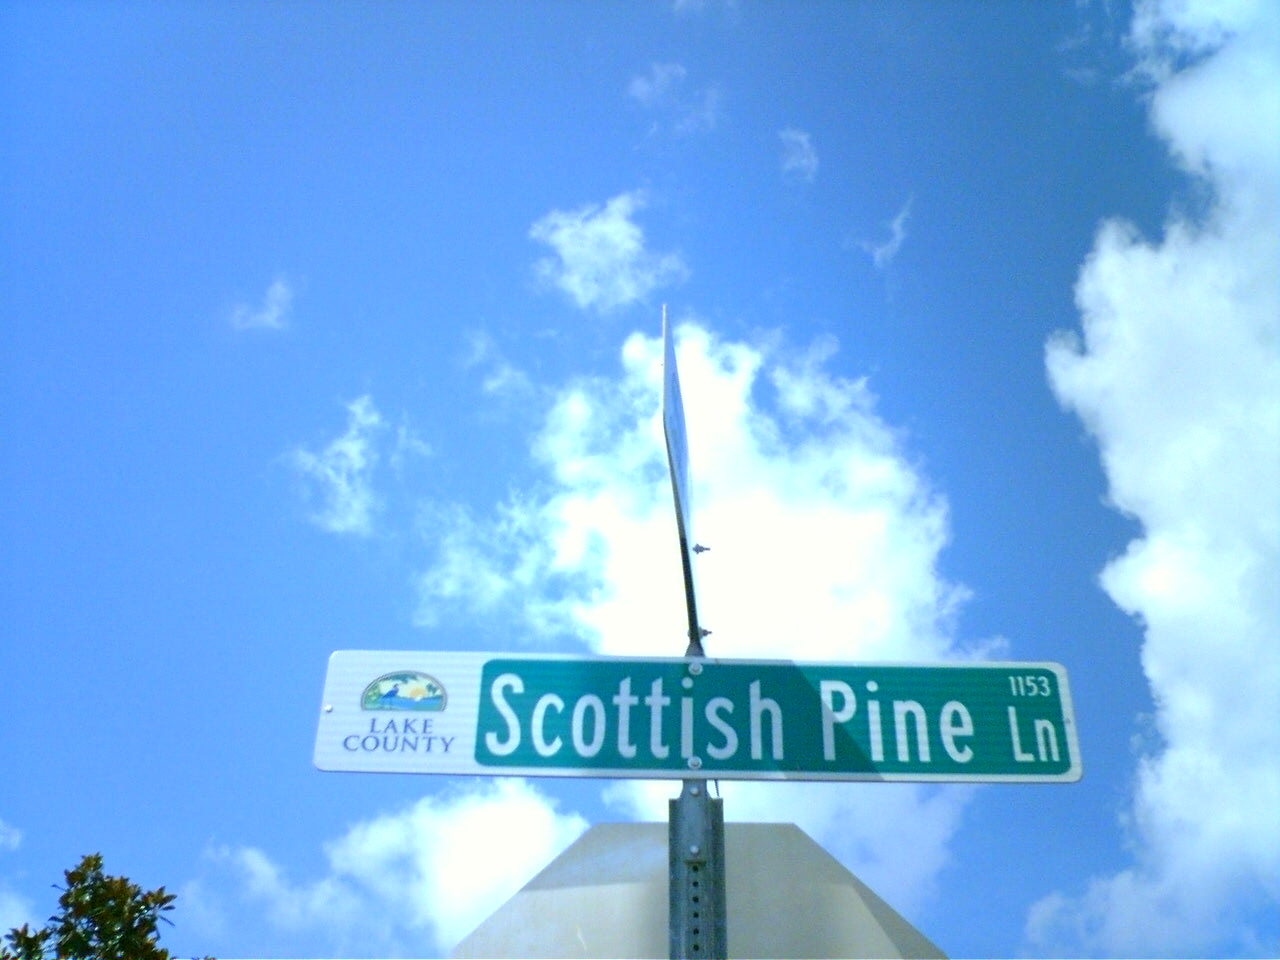 LAKE
COUNTY
Scottish Pine
1153
Ln